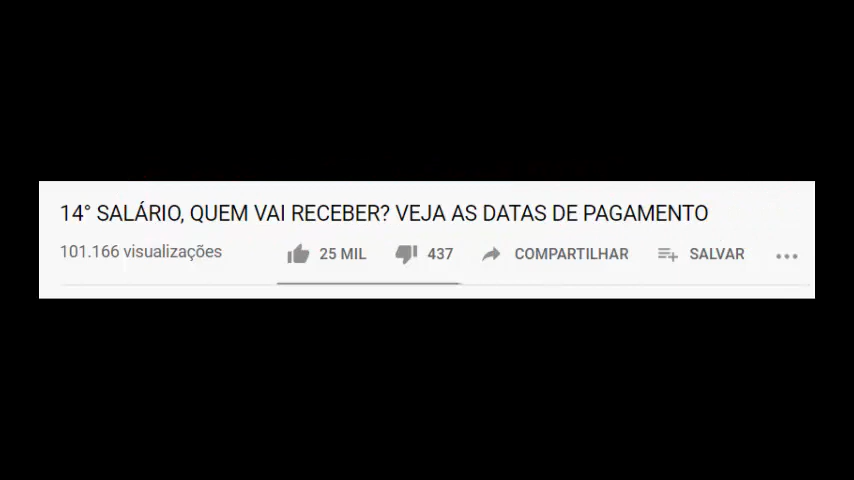 14° SALÁRIO, QUEM VAI RECEBER? VEJA AS DATAS DE PAGAMENTO
101.166 visualizações 25 MIL 437 COMPARTILHAR SALVAR